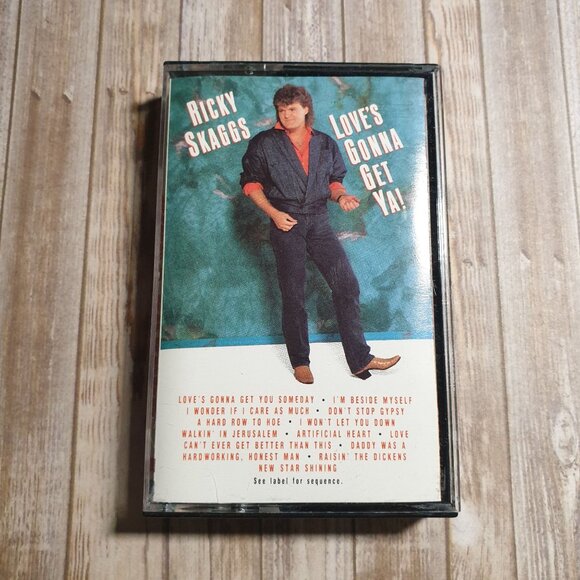 RICKY
SKAGGS
LOVE'S
GONNA
GET
YA!
LOVE'S GONNA GET YOU SOMEDAY • I'M BESIDE MYSELF
I WONDER IF I CARE AS MUCH • DON'T STOP GYPSY
A HARD ROW TO HOE • I WON'T LET YOU DOWN
WALKIN' IN JERUSALEM • ARTIFICIAL HEART • LOVE
CAN'T EVER GET BETTER THAN THIS • DADDY WAS A
HARDWORKING, HONEST MAN • RAISIN' THE DICKENS
NEW STAR SHINING
See label for sequence.